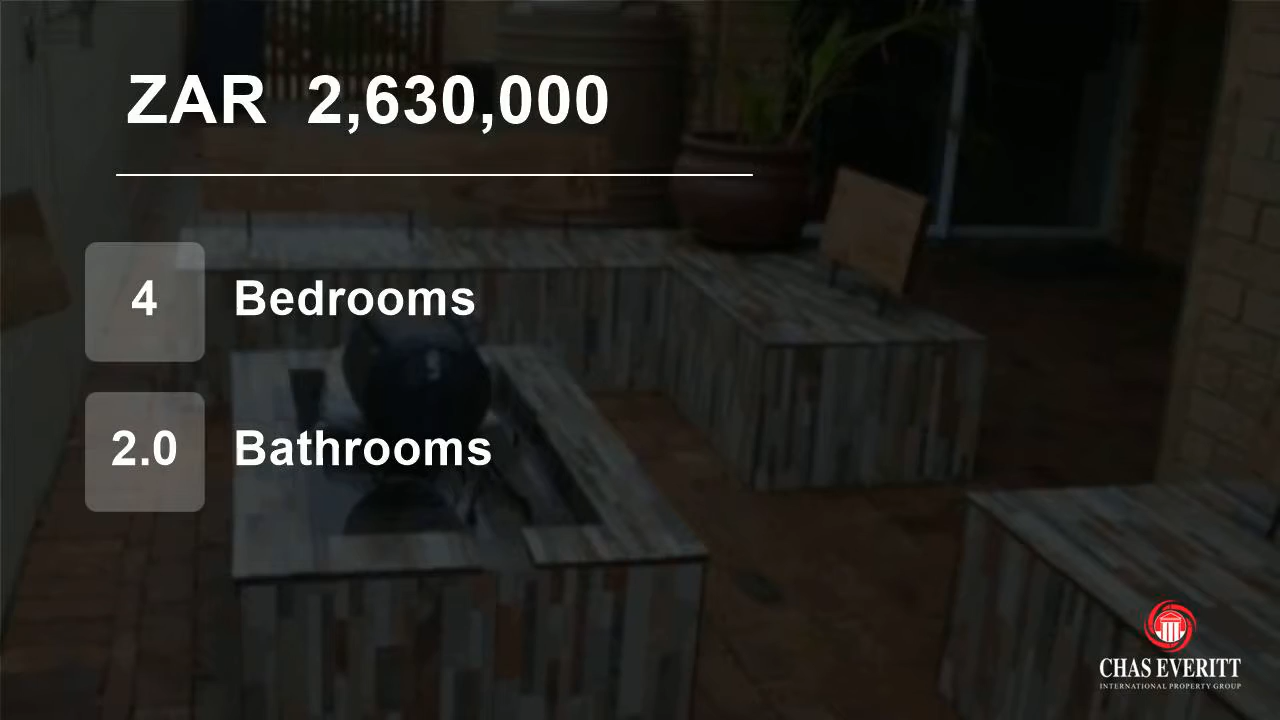 ZAR 2,630,000
4 Bedrooms
2.0 Bathrooms
CHAS EVERITT
INTERNATIONAL PROPERTY GROUP